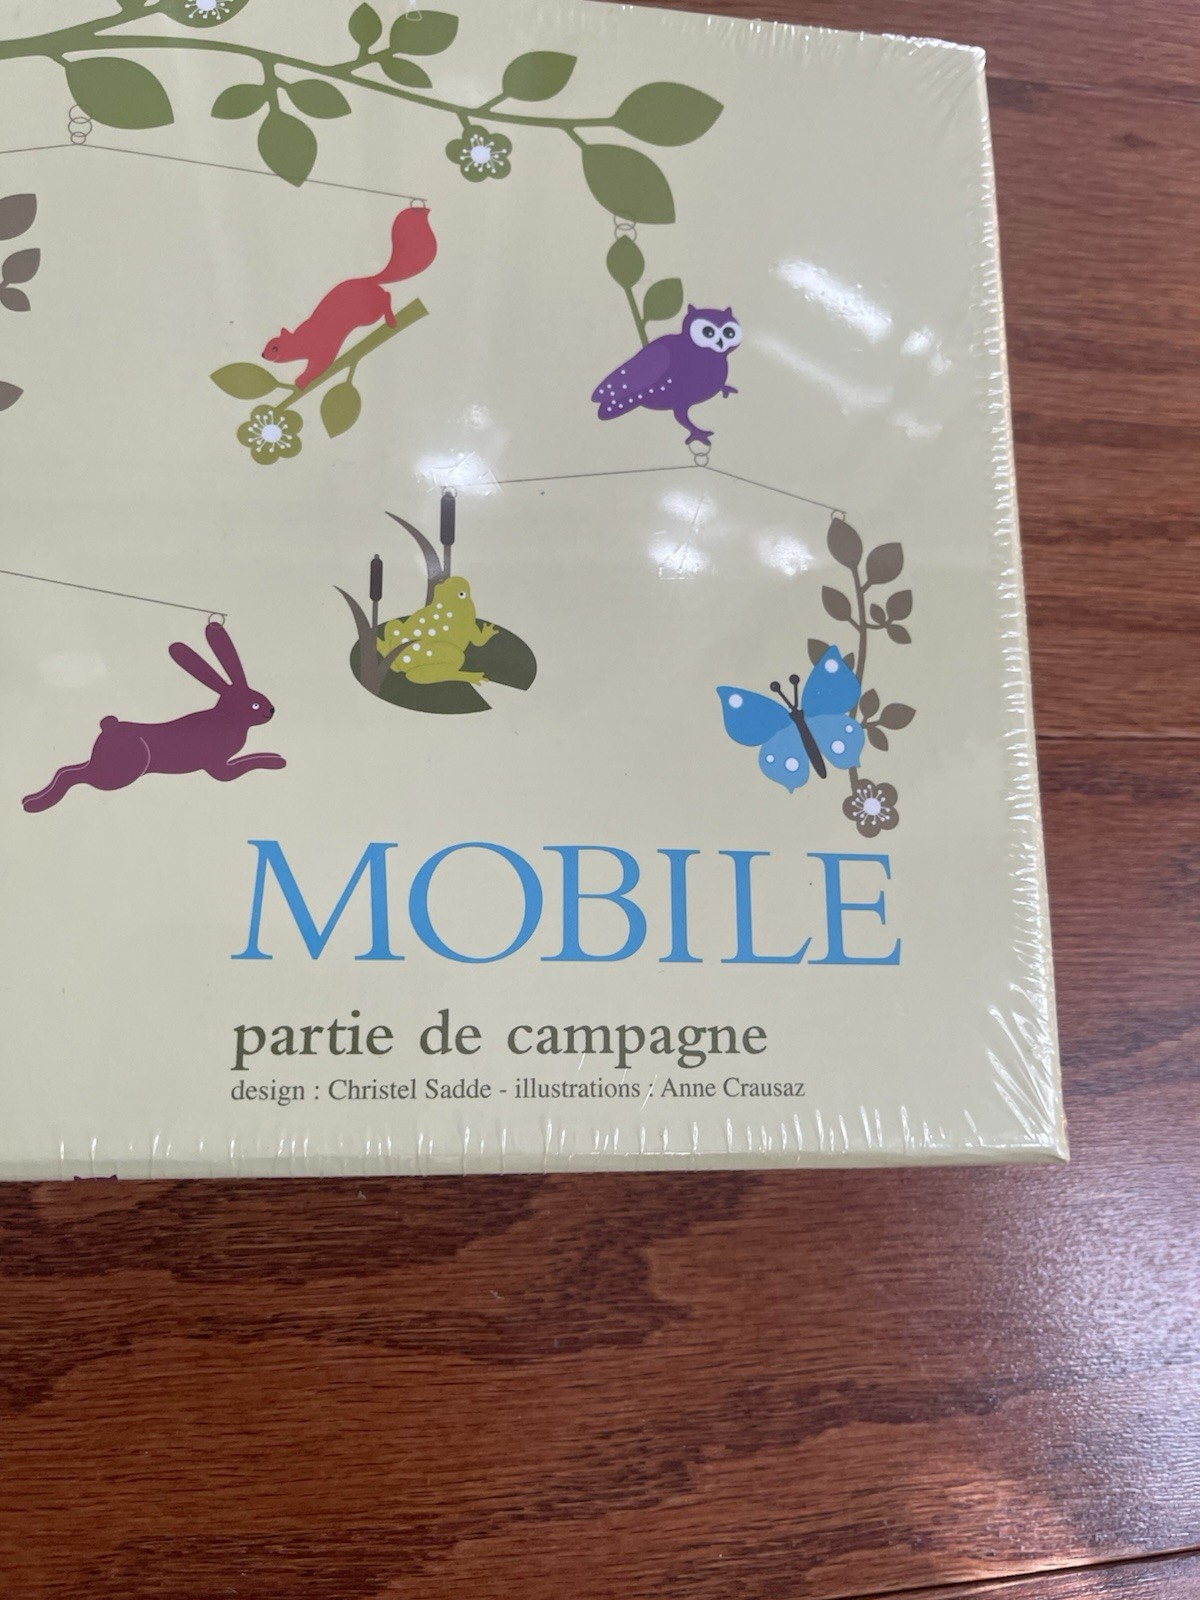 MOBILE
partie de campagne
design : Christel Sadde - illustrations : Anne Crausaz